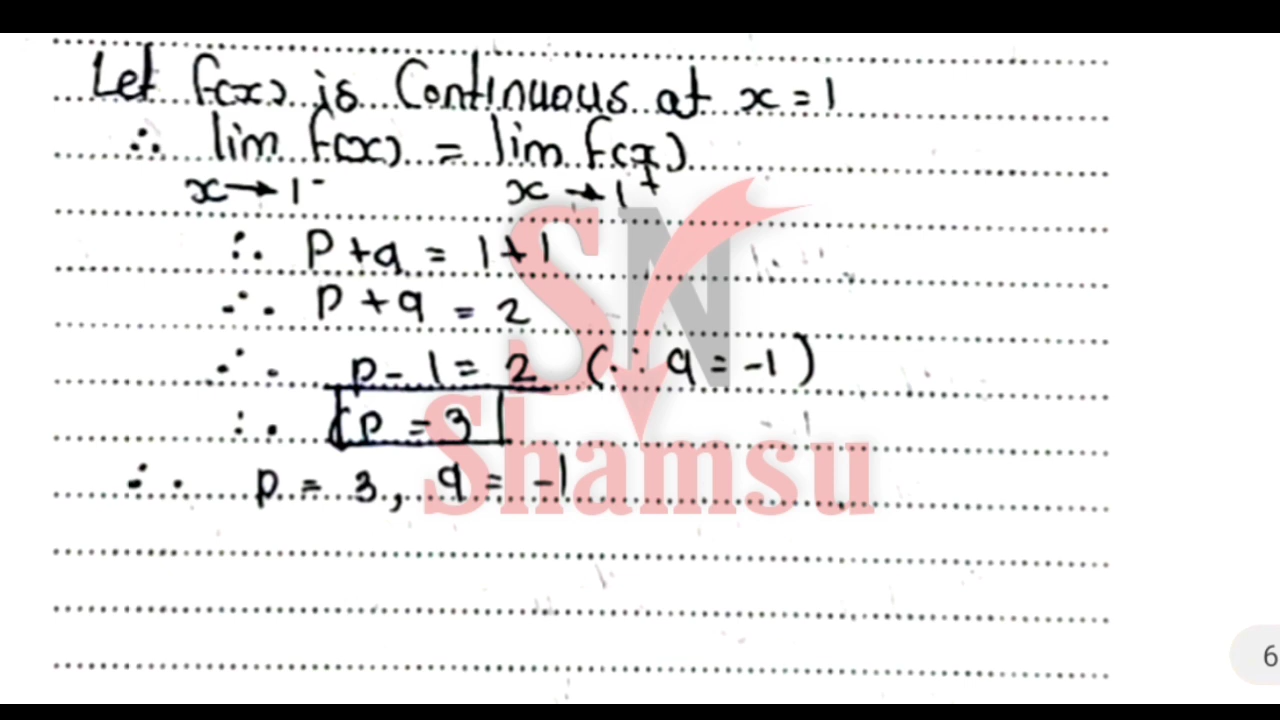 Let f(x) is Continuous at x = 1
∴ lim f(x) = lim f(x)
x→1⁻ x→1⁺
∴ p + q = 1 + 1
∴ p + q = 2
∴ p - 1 = 2 (∵ q = -1)
∴ p = 3
∴ p = 3, q = -1
SN
Shamsu
6